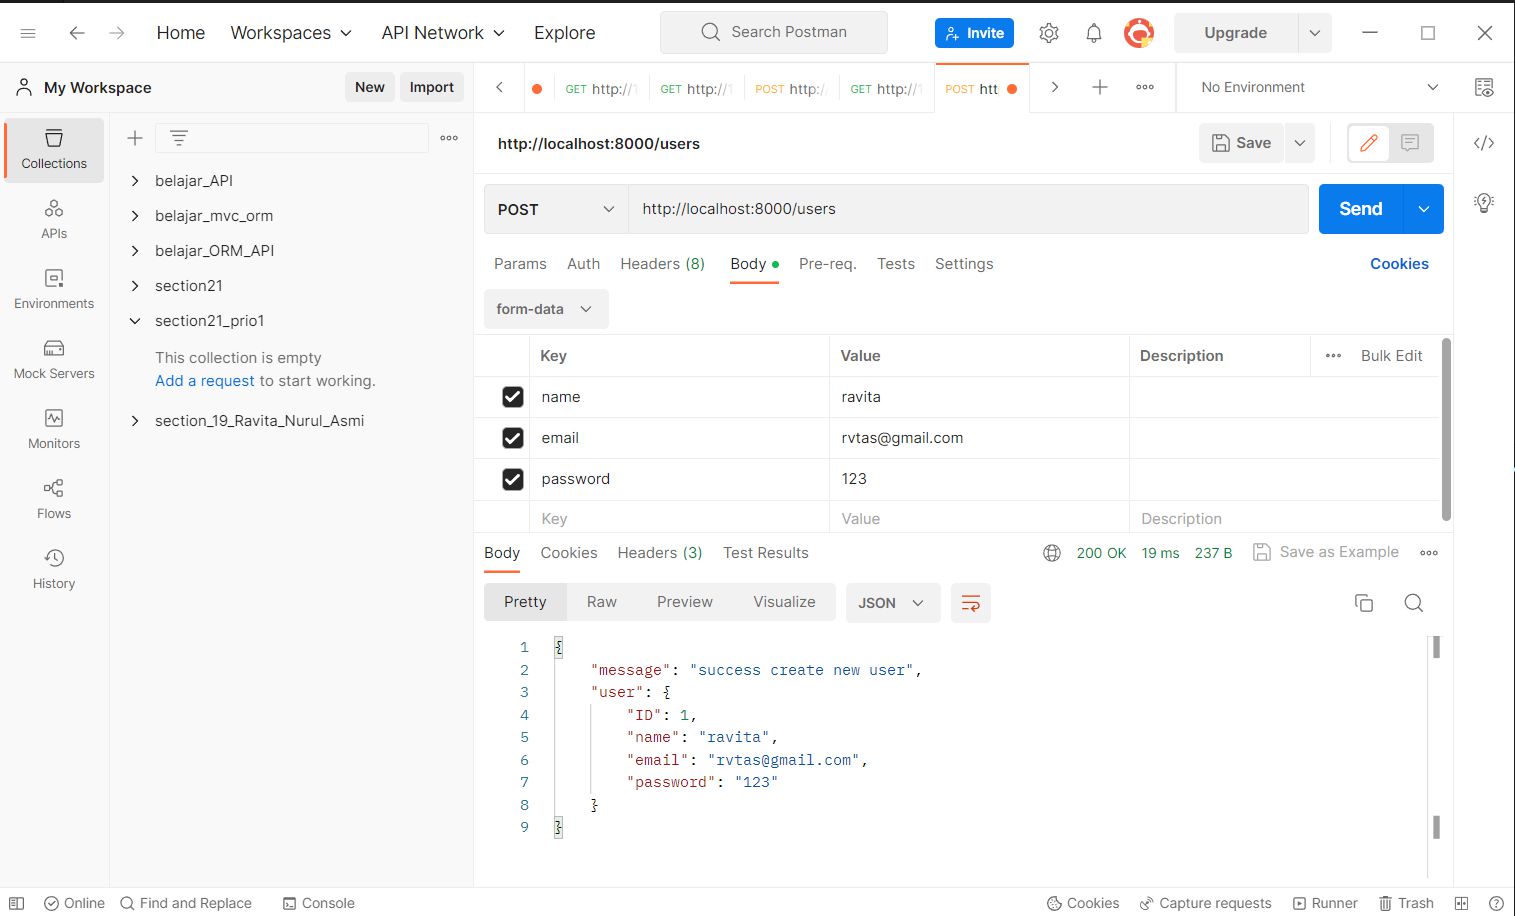 Home Workspaces API Network Explore Search Postman Invite Upgrade
My Workspace New Import
GET http://1 GET http://1 POST http:/ GET http://1 POST htt No Environment
Collections
APIs
Environments
Mock Servers
Monitors
Flows
History
belajar_API
belajar_mvc_orm
belajar_ORM_API
section21
section21_prio1
This collection is empty
Add a request to start working.
section_19_Ravita_Nurul_Asmi
http://localhost:8000/users Save
POST http://localhost:8000/users Send
Params Auth Headers (8) Body Pre-req. Tests Settings Cookies
form-data
Key Value Description Bulk Edit
name ravita
email rvtas@gmail.com
password 123
Key Value Description
Body Cookies Headers (3) Test Results 200 OK 19 ms 237 B Save as Example
Pretty Raw Preview Visualize JSON
1 {
2 "message": "success create new user",
3 "user": {
4 "ID": 1,
5 "name": "ravita",
6 "email": "rvtas@gmail.com",
7 "password": "123"
8 }
9 }
Online Find and Replace Console Cookies Capture requests Runner Trash